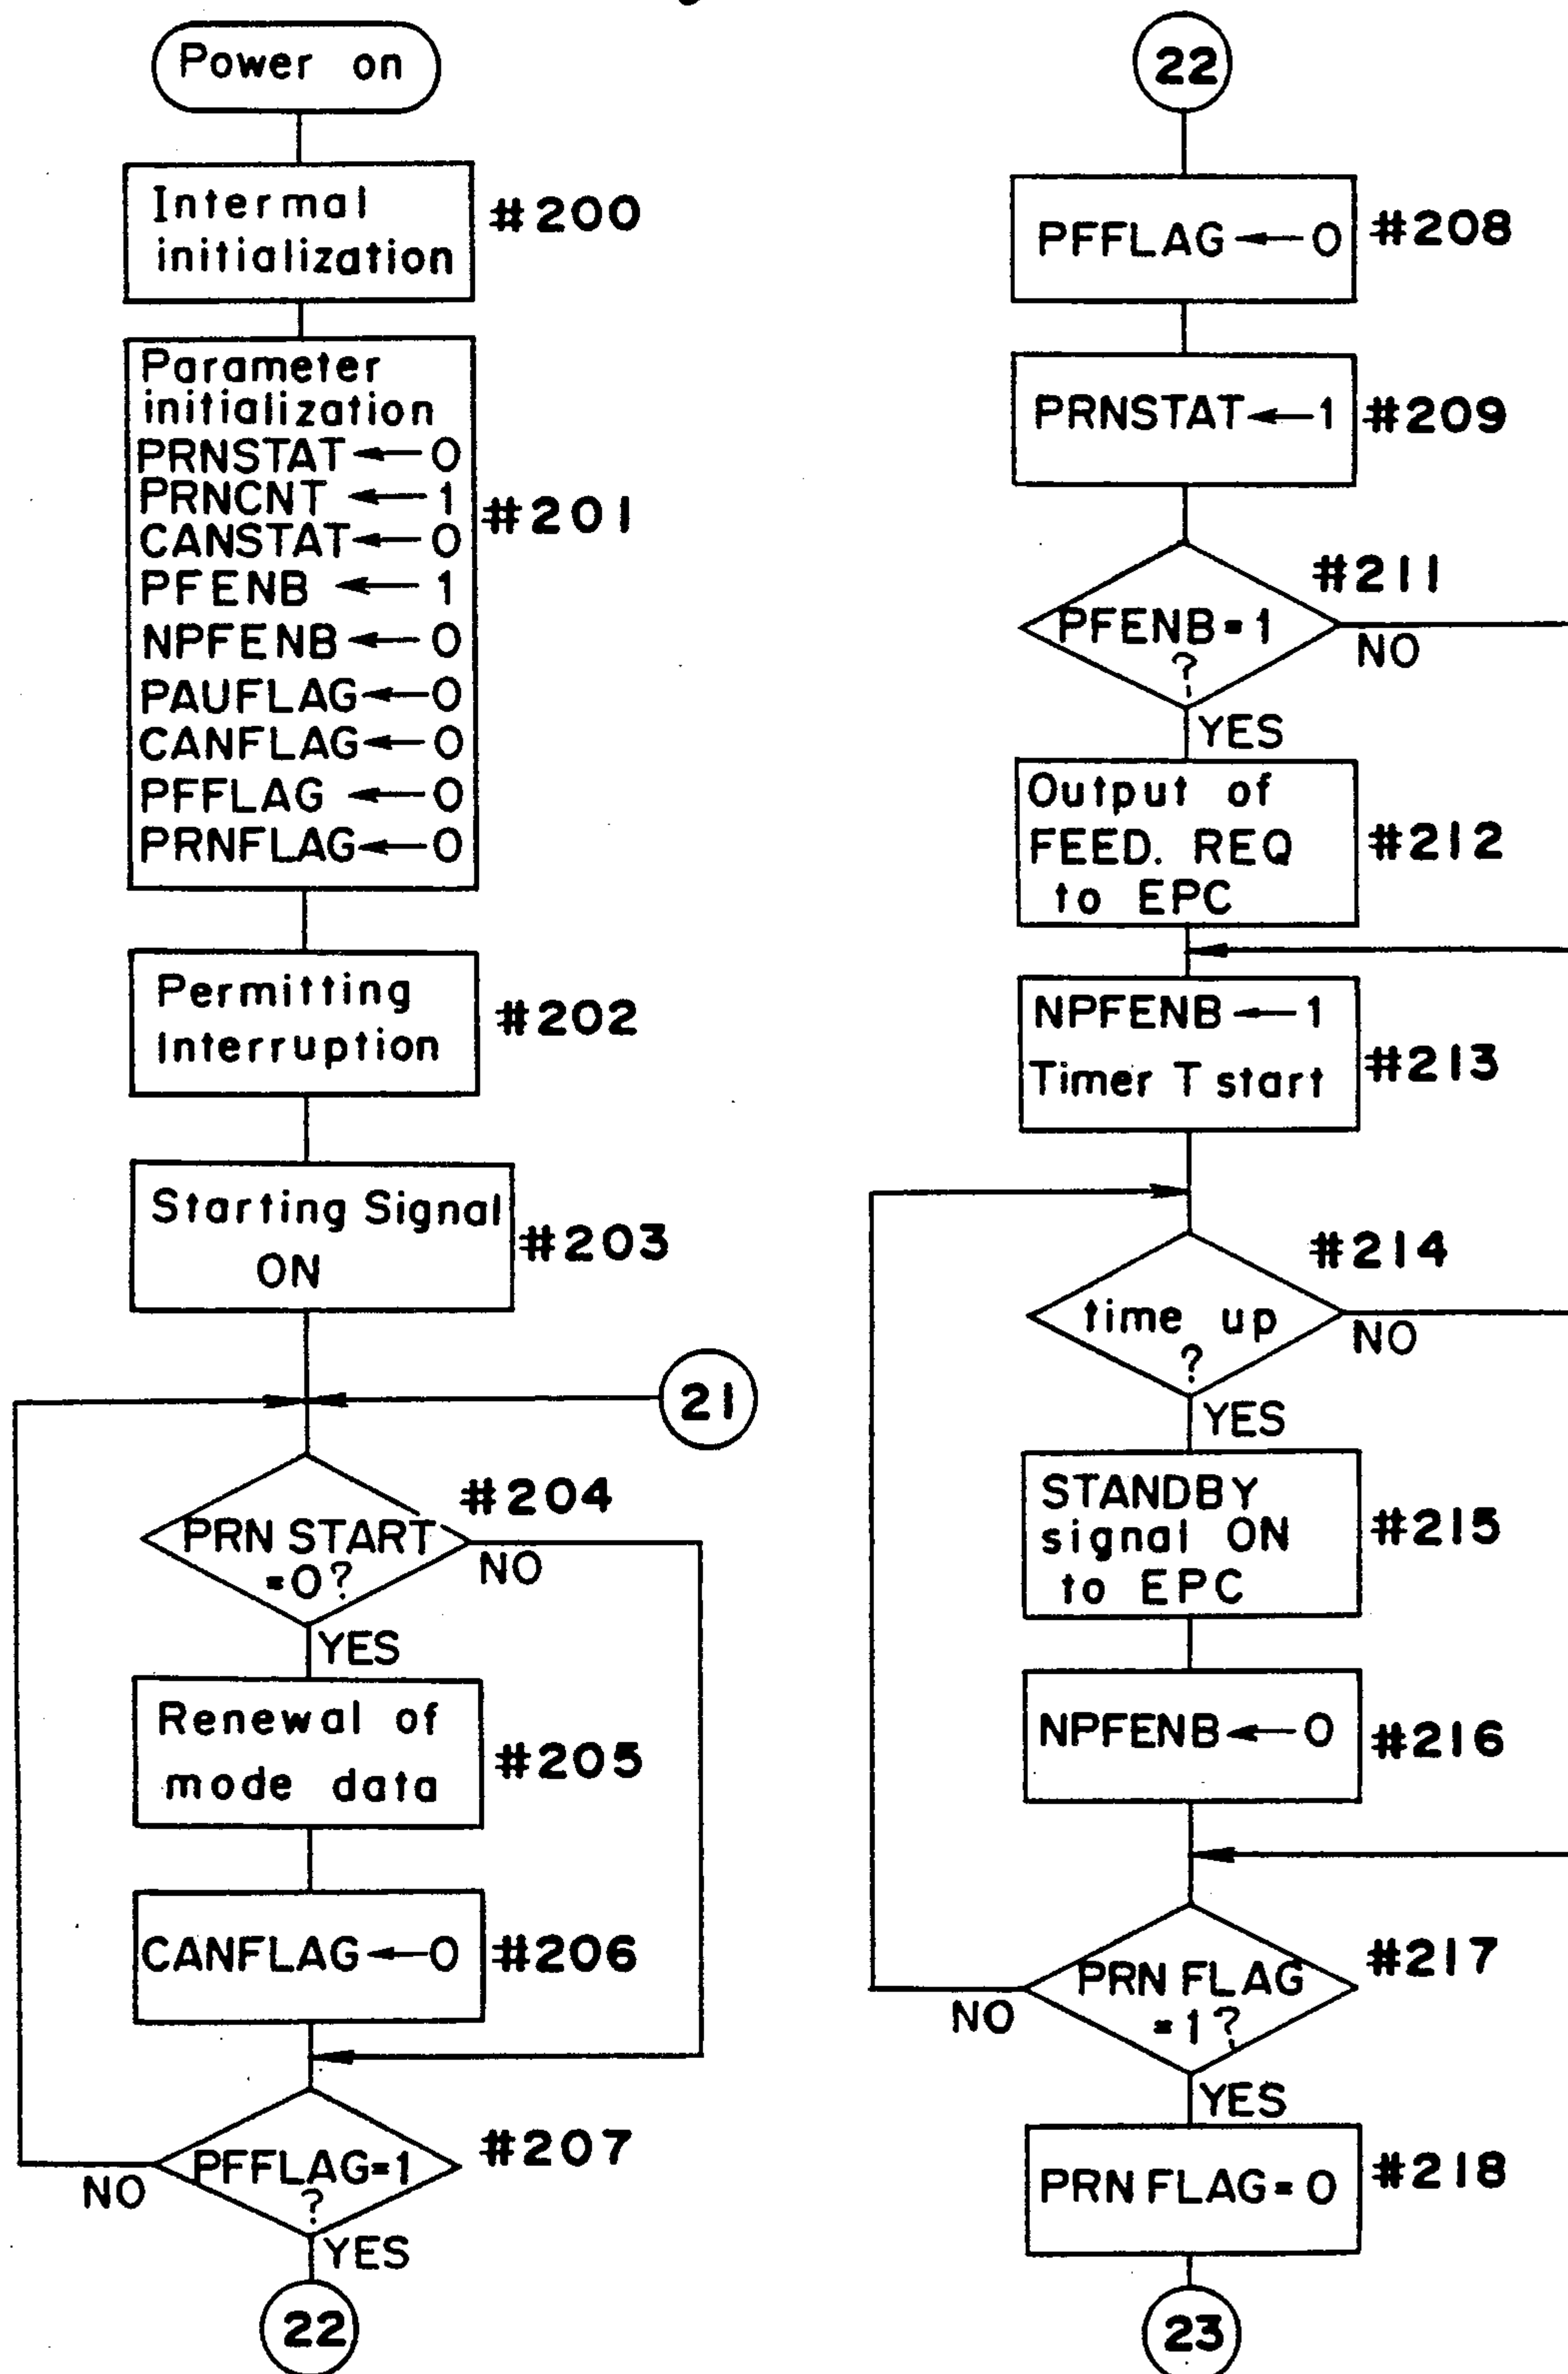 Power on
Intermal
initialization
#200
Parameter
initialization
PRNSTAT←0
PRNCNT ←1
CANSTAT←0
PFENB ←1
NPFENB←0
PAUFLAG←0
CANFLAG←0
PFFLAG ←0
PRNFLAG←0
#201
Permitting
Interruption
#202
Starting Signal
ON
#203
21
PRN START
=0?
#204
NO
YES
Renewal of
mode data
#205
CANFLAG←0
#206
PFFLAG=1
?
#207
NO
YES
22
22
PFFLAG←0
#208
PRNSTAT←1
#209
PFENB=1
?
#211
NO
YES
Output of
FEED. REQ
to EPC
#212
NPFENB←1
Timer T start
#213
time up
?
#214
NO
YES
STANDBY
signal ON
to EPC
#215
NPFENB←0
#216
PRN FLAG
=1?
#217
NO
YES
PRN FLAG=0
#218
23